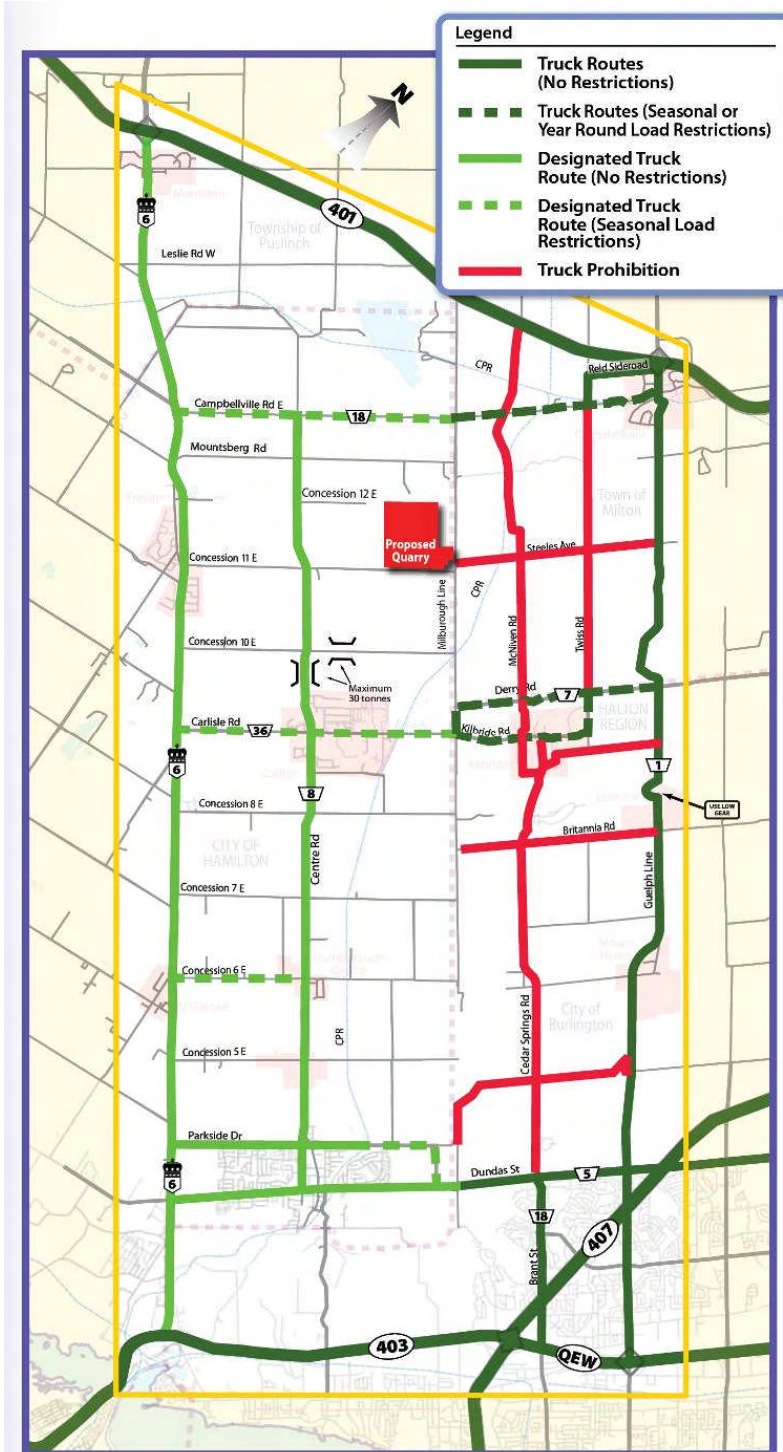 Legend
Truck Routes
(No Restrictions)
Truck Routes (Seasonal or
Year Round Load Restrictions)
Designated Truck
Route (No Restrictions)
Designated Truck
Route (Seasonal Load
Restrictions)
Truck Prohibition
N
401
6
Township of
Puslinch
Leslie Rd W
CPR
Reid Sideroad
Campbellville Rd E
18
Mountsberg Rd
Concession 12 E
Town of
Milton
Proposed
Quarry
Steeles Ave
Concession 11 E
Milburough Line
CPR
McNiven Rd
Twiss Rd
Concession 10 E
Maximum
30 tonnes
Derry Rd
7
HALTON
REGION
Carlisle Rd
36
Kilbride Rd
6
1
8
USE LOW
GEAR
Concession 8 E
CITY OF
HAMILTON
Centre Rd
Britannia Rd
Guelph Line
Concession 7 E
Concession 6 E
City of
Burlington
Cedar Springs Rd
CPR
Concession 5 E
Parkside Dr
6
Dundas St
5
18
Brant St
407
403
QEW